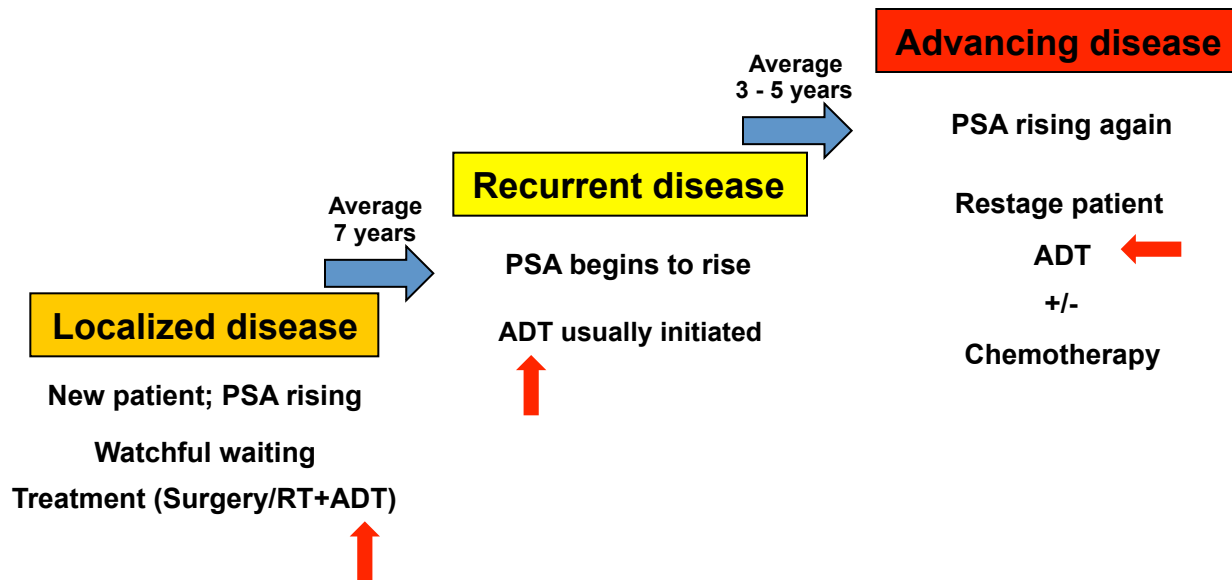 Localized disease
New patient; PSA rising
Watchful waiting
Treatment (Surgery/RT+ADT)
Average
7 years
Recurrent disease
PSA begins to rise
ADT usually initiated
Average
3 - 5 years
Advancing disease
PSA rising again
Restage patient
ADT
+/-
Chemotherapy